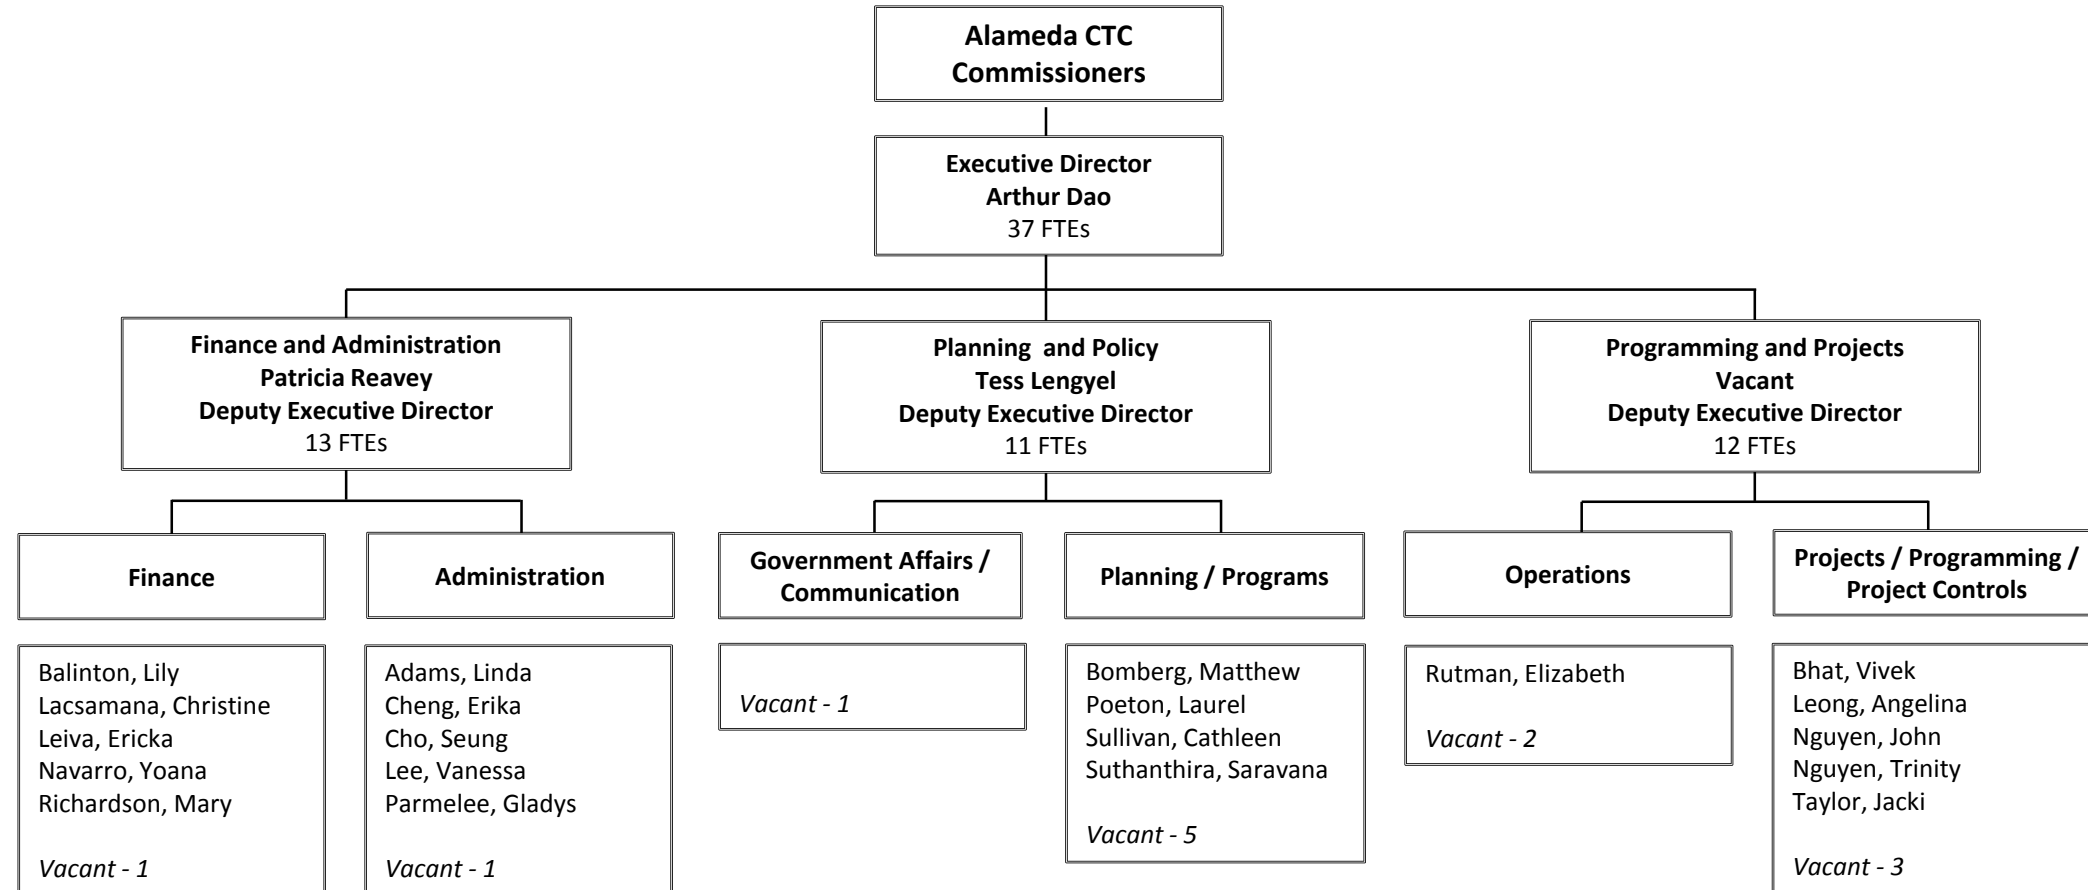 Alameda CTC
Commissioners
Executive Director
Arthur Dao
37 FTEs
Finance and Administration
Patricia Reavey
Deputy Executive Director
13 FTEs
Planning and Policy
Tess Lengyel
Deputy Executive Director
11 FTEs
Programming and Projects
Vacant
Deputy Executive Director
12 FTEs
Finance
Administration
Government Affairs /
Communication
Planning / Programs
Operations
Projects / Programming /
Project Controls
Balinton, Lily
Lacsamana, Christine
Leiva, Ericka
Navarro, Yoana
Richardson, Mary
Vacant - 1
Adams, Linda
Cheng, Erika
Cho, Seung
Lee, Vanessa
Parmelee, Gladys
Vacant - 1
Vacant - 1
Bomberg, Matthew
Poeton, Laurel
Sullivan, Cathleen
Suthanthira, Saravana
Vacant - 5
Rutman, Elizabeth
Vacant - 2
Bhat, Vivek
Leong, Angelina
Nguyen, John
Nguyen, Trinity
Taylor, Jacki
Vacant - 3